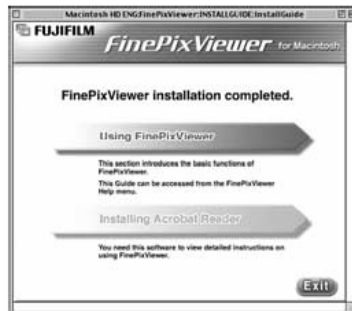 Macintosh HD ENG:FinePixViewer:INSTALLGUIDE:InstallGuide
FUJIFILM
FinePixViewer for Macintosh
FinePixViewer installation completed.
Using FinePixViewer
This section introduces the basic functions of
FinePixViewer.
This Guide can be accessed from the FinePixViewer
Help menu.
Installing Acrobat Reader
You need this software to view detailed instructions on
using FinePixViewer.
Exit